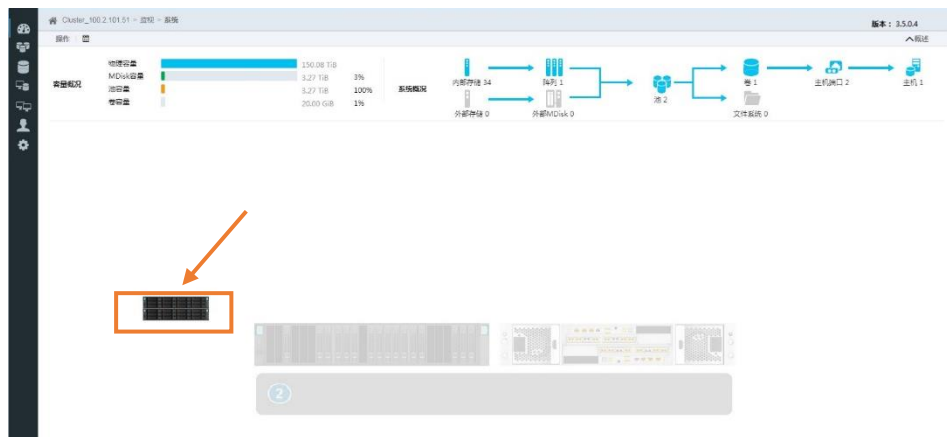 Cluster_100.2.101.51 - 监视 - 系统
版本： 3.5.0.4
操作
概述
容量概况
物理容量 150.08 TiB
MDisk容量 3.27 TiB 3%
池容量 3.27 TiB 100%
卷容量 20.00 GiB 1%
系统概况
内部存储 34
阵列 1
外部存储 0
外部MDisk 0
池 2
卷 1
文件系统 0
主机端口 2
主机 1
2